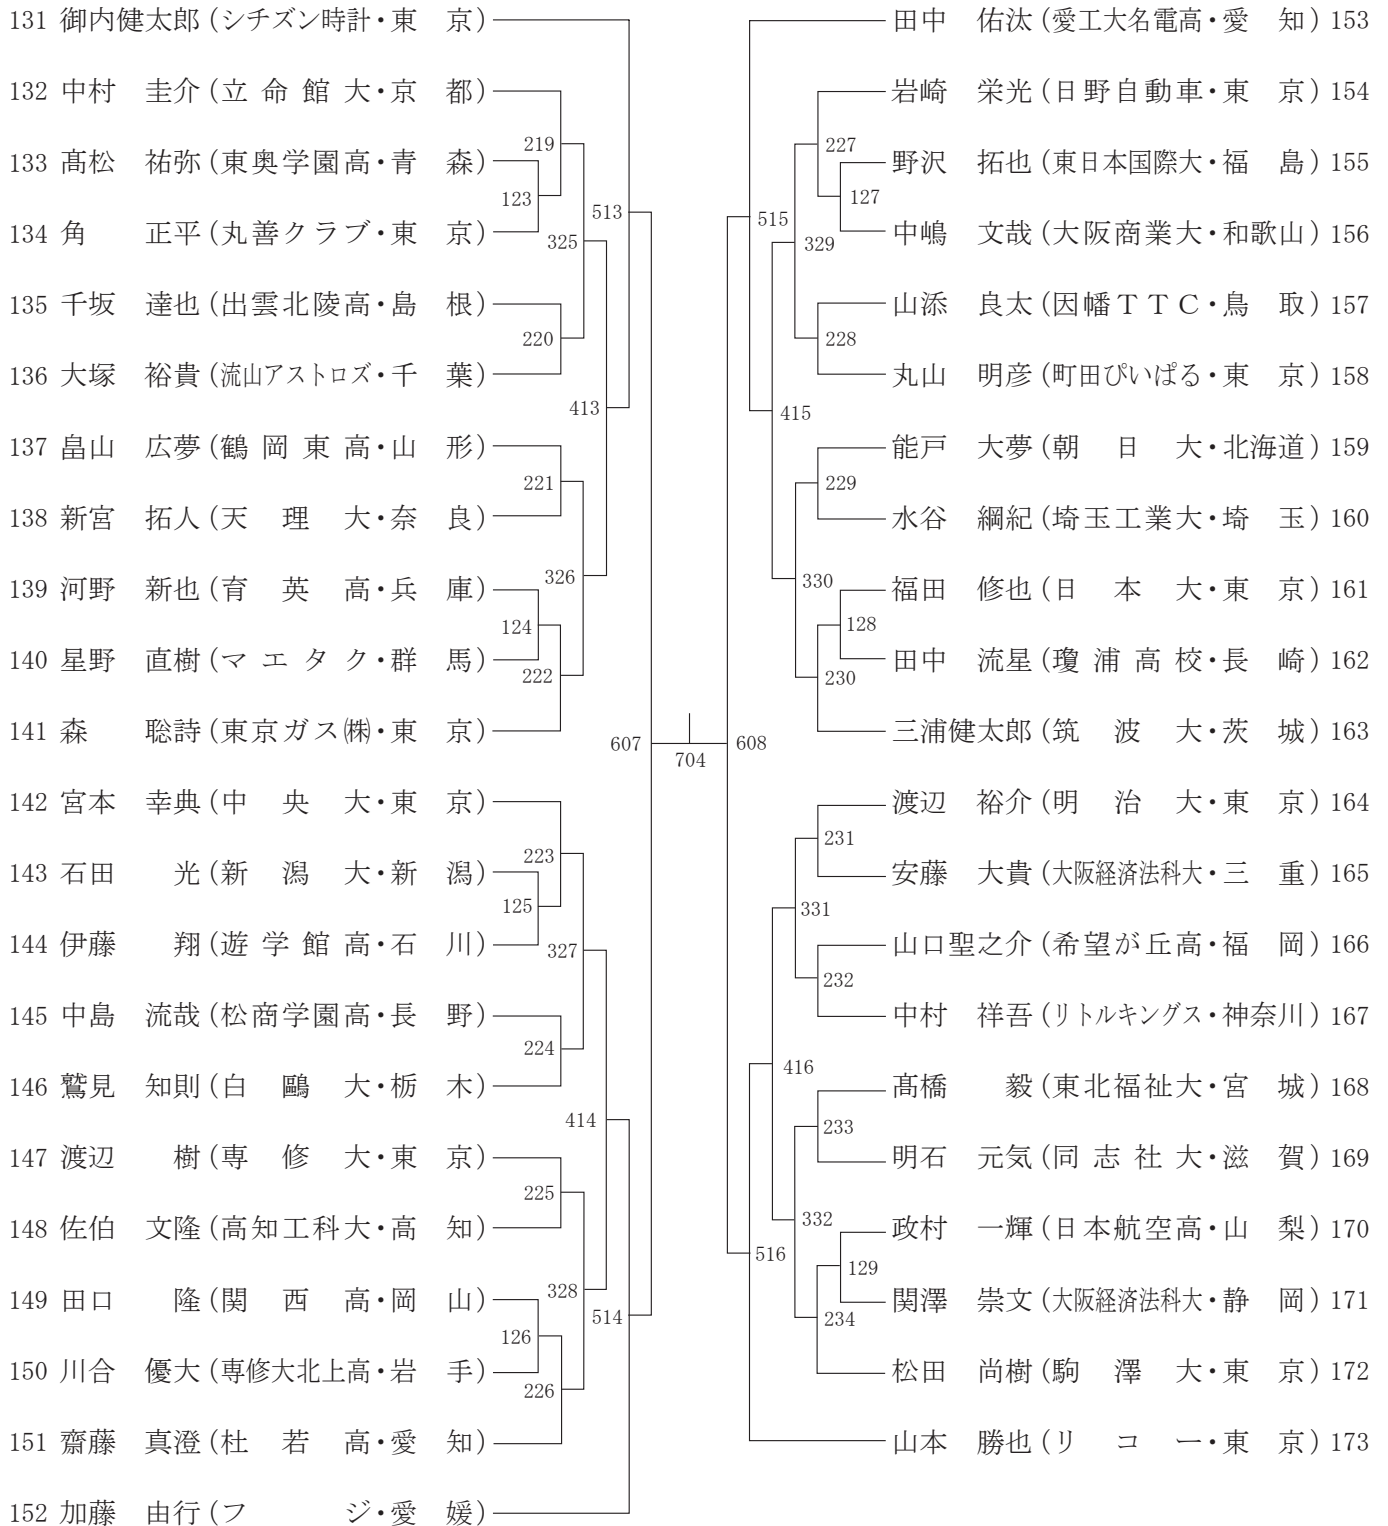 131 御内健太郎(シチズン時計・東 京)
132 中村 圭介(立命館大・京 都)
219
133 髙松 祐弥(東奥学園高・青 森)
123
513
134 角 正平(丸善クラブ・東 京)
325
135 千坂 達也(出雲北陵高・島 根)
220
136 大塚 裕貴(流山アストロズ・千 葉)
413
137 畠山 広夢(鶴岡東高・山 形)
221
138 新宮 拓人(天理大・奈 良)
326
139 河野 新也(育英高・兵 庫)
124
140 星野 直樹(マエタク・群 馬)
222
141 森 聡詩(東京ガス㈱・東 京)
607
704
608
142 宮本 幸典(中央大・東 京)
223
143 石田 光(新潟大・新 潟)
125
144 伊藤 翔(遊学館高・石 川)
327
145 中島 流哉(松商学園高・長 野)
224
146 鷲見 知則(白鷗大・栃 木)
414
147 渡辺 樹(専修大・東 京)
225
148 佐伯 文隆(高知工科大・高 知)
328
149 田口 隆(関西高・岡 山)
514
126
150 川合 優大(専修大北上高・岩 手)
226
151 齋藤 真澄(杜若高・愛 知)
152 加藤 由行(フジ・愛 媛)
田中 佑汰(愛工大名電高・愛 知)153
岩崎 栄光(日野自動車・東 京)154
227
野沢 拓也(東日本国際大・福 島)155
127
515
中嶋 文哉(大阪商業大・和歌山)156
329
山添 良太(因幡TTC・鳥 取)157
228
丸山 明彦(町田ぴいぱる・東 京)158
415
能戸 大夢(朝日大・北海道)159
229
水谷 綱紀(埼玉工業大・埼 玉)160
330
福田 修也(日本大・東 京)161
128
田中 流星(瓊浦高校・長 崎)162
230
三浦健太郎(筑波大・茨 城)163
渡辺 裕介(明治大・東 京)164
231
安藤 大貴(大阪経済法科大・三 重)165
331
山口聖之介(希望が丘高・福 岡)166
232
中村 祥吾(リトルキングス・神奈川)167
416
髙橋 毅(東北福祉大・宮 城)168
233
明石 元気(同志社大・滋 賀)169
332
政村 一輝(日本航空高・山 梨)170
516
129
関澤 崇文(大阪経済法科大・静 岡)171
234
松田 尚樹(駒澤大・東 京)172
山本 勝也(リコー・東 京)173